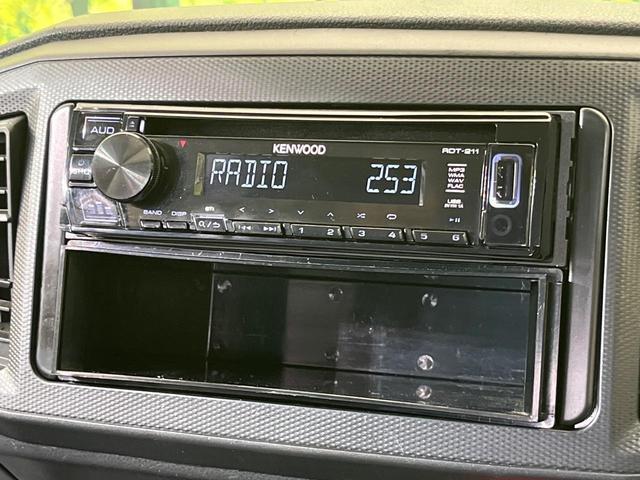 AUD
KENWOOD
RDT-211
RADIO 253
MP3
WMA
WAV
FLAC
USB
BAND DISP
1 2 3 4 5 6